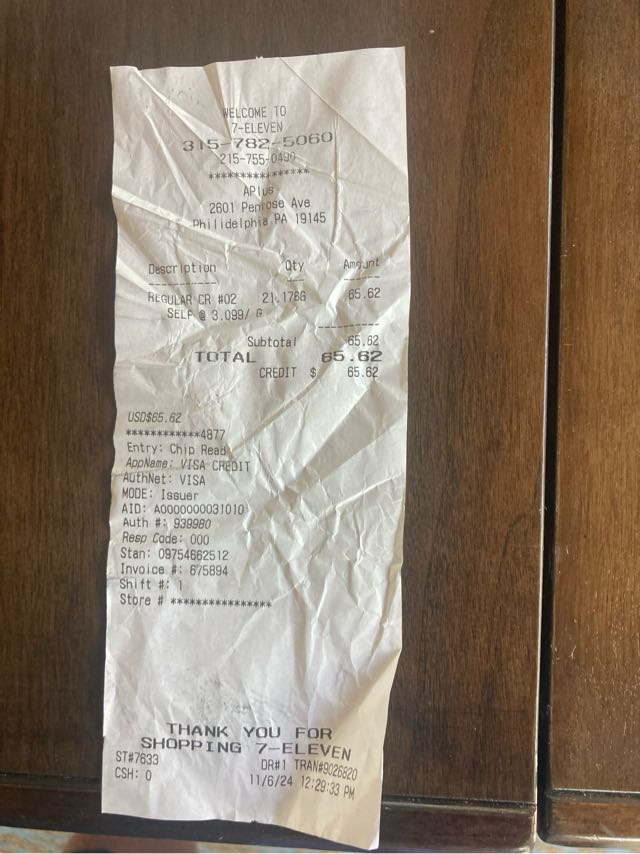 WELCOME TO
7-ELEVEN
315-782-5060
215-755-0490
****************
APlus
2601 Penrose Ave
Philidelphia PA 19145
Description Qty Amount
REGULAR CR #02 21.178G 65.62
SELF @ 3.099/ G
Subtotal 65.62
TOTAL 65.62
CREDIT $ 65.62
USD$65.62
************4877
Entry: Chip Read
AppName: VISA CREDIT
AuthNet: VISA
MODE: Issuer
AID: A0000000031010
Auth #: 939980
Resp Code: 000
Stan: 09754662512
Invoice #: 675894
Shift #: 1
Store # ****************
THANK YOU FOR
SHOPPING 7-ELEVEN
ST#7633 DR#1 TRAN#9026820
CSH: 0 11/6/24 12:29:33 PM